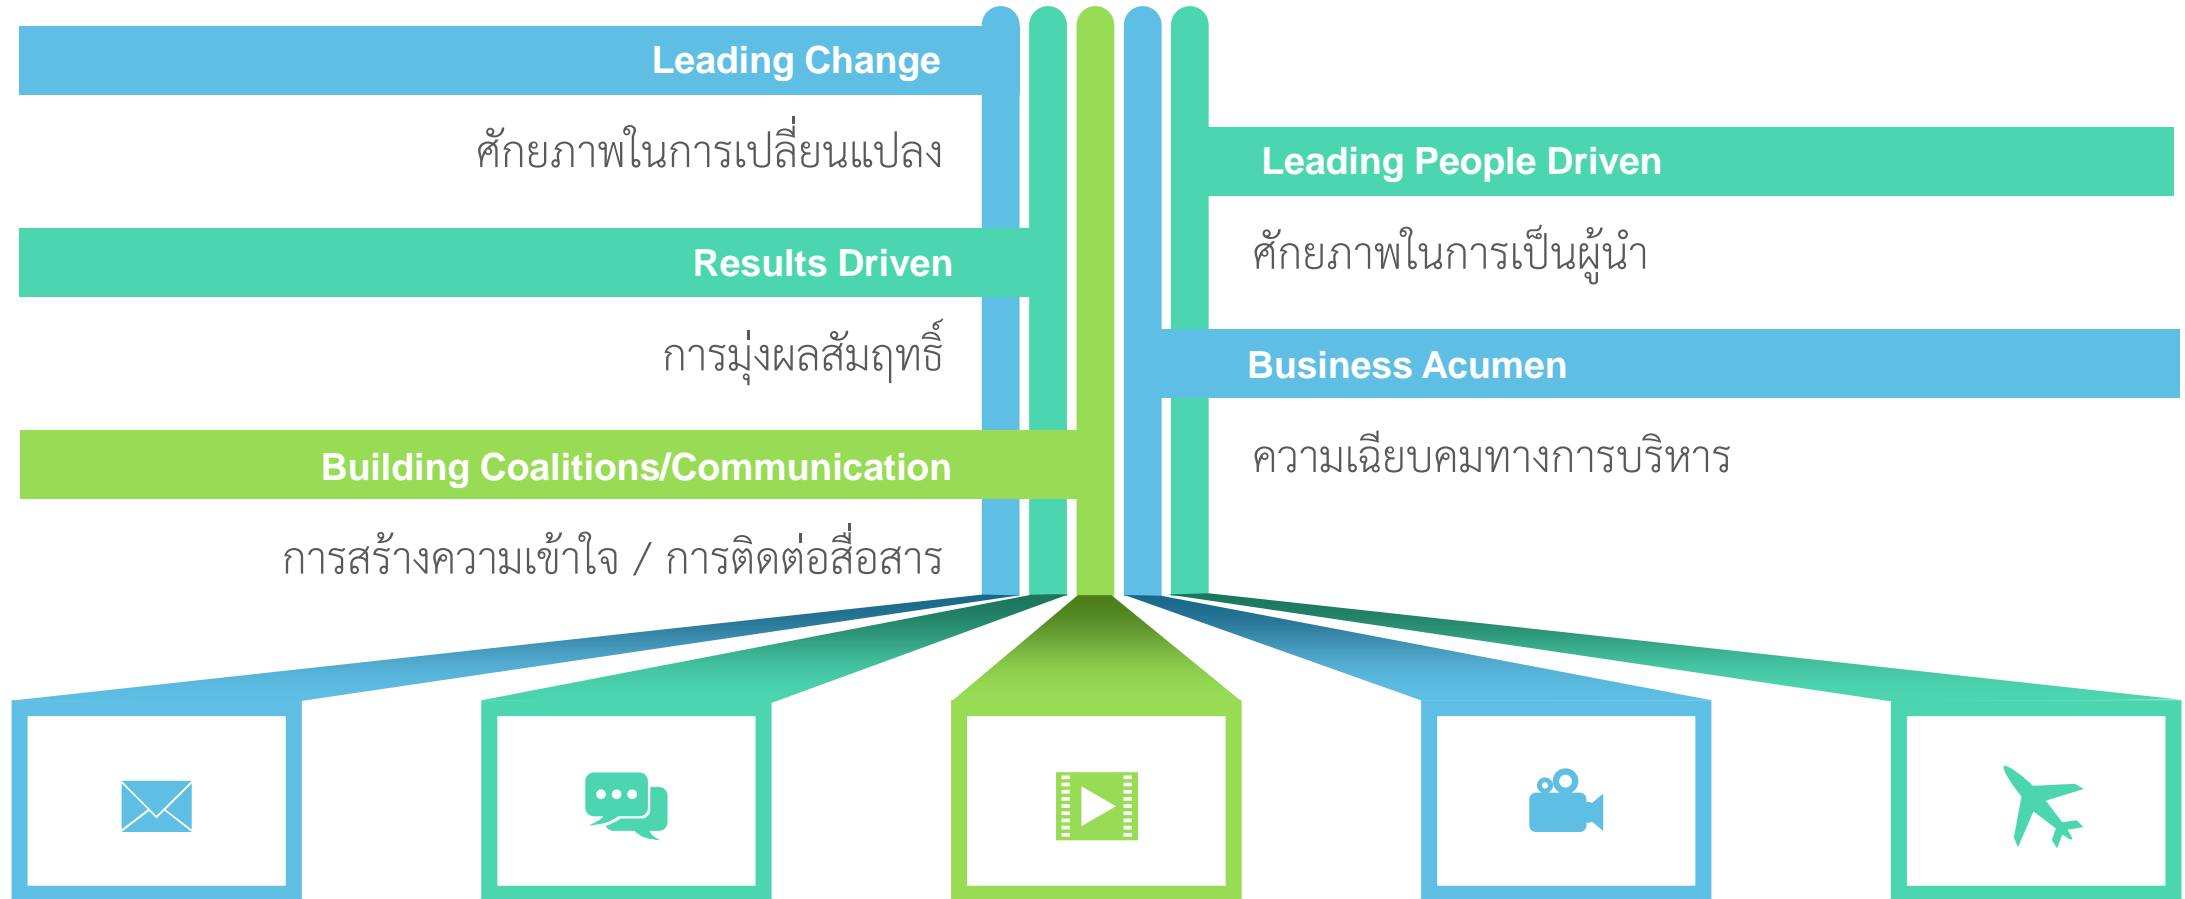 Leading Change
ศักยภาพในการเปลี่ยนแปลง
Results Driven
การมุ่งผลสัมฤทธิ์
Building Coalitions/Communication
การสร้างความเข้าใจ / การติดต่อสื่อสาร
Leading People Driven
ศักยภาพในการเป็นผู้นำ
Business Acumen
ความเฉียบคมทางการบริหาร